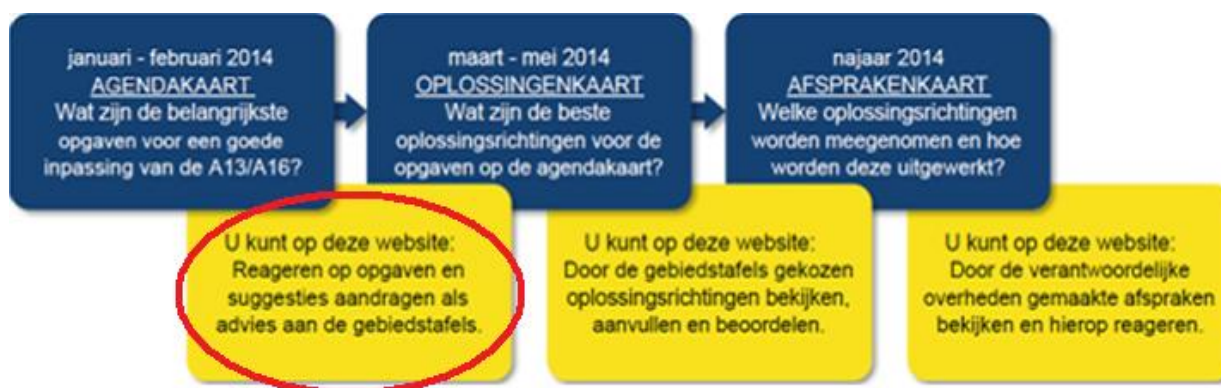 januari - februari 2014
AGENDAKAART
Wat zijn de belangrijkste
opgaven voor een goede
inpassing van de A13/A16?
maart - mei 2014
OPLOSSINGENKAART
Wat zijn de beste
oplossingsrichtingen voor de
opgaven op de agendakaart?
najaar 2014
AFSPRAKENKAART
Welke oplossingsrichtingen
worden meegenomen en hoe
worden deze uitgewerkt?
U kunt op deze website:
Reageren op opgaven en
suggesties aandragen als
advies aan de gebiedstafels.
U kunt op deze website:
Door de gebiedstafels gekozen
oplossingsrichtingen bekijken,
aanvullen en beoordelen.
U kunt op deze website:
Door de verantwoordelijke
overheden gemaakte afspraken
bekijken en hierop reageren.